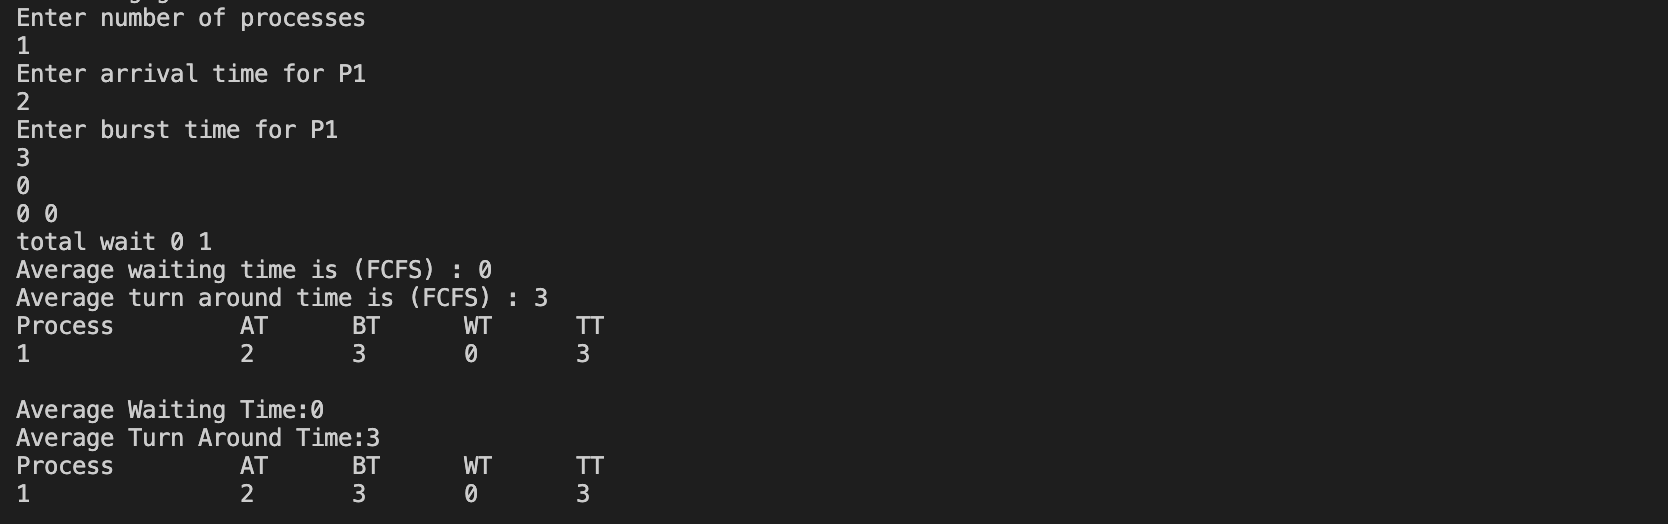 Enter number of processes
1
Enter arrival time for P1
2
Enter burst time for P1
3
0
0 0
total wait 0 1
Average waiting time is (FCFS) : 0
Average turn around time is (FCFS) : 3
Process AT BT WT TT
1 2 3 0 3
Average Waiting Time:0
Average Turn Around Time:3
Process AT BT WT TT
1 2 3 0 3